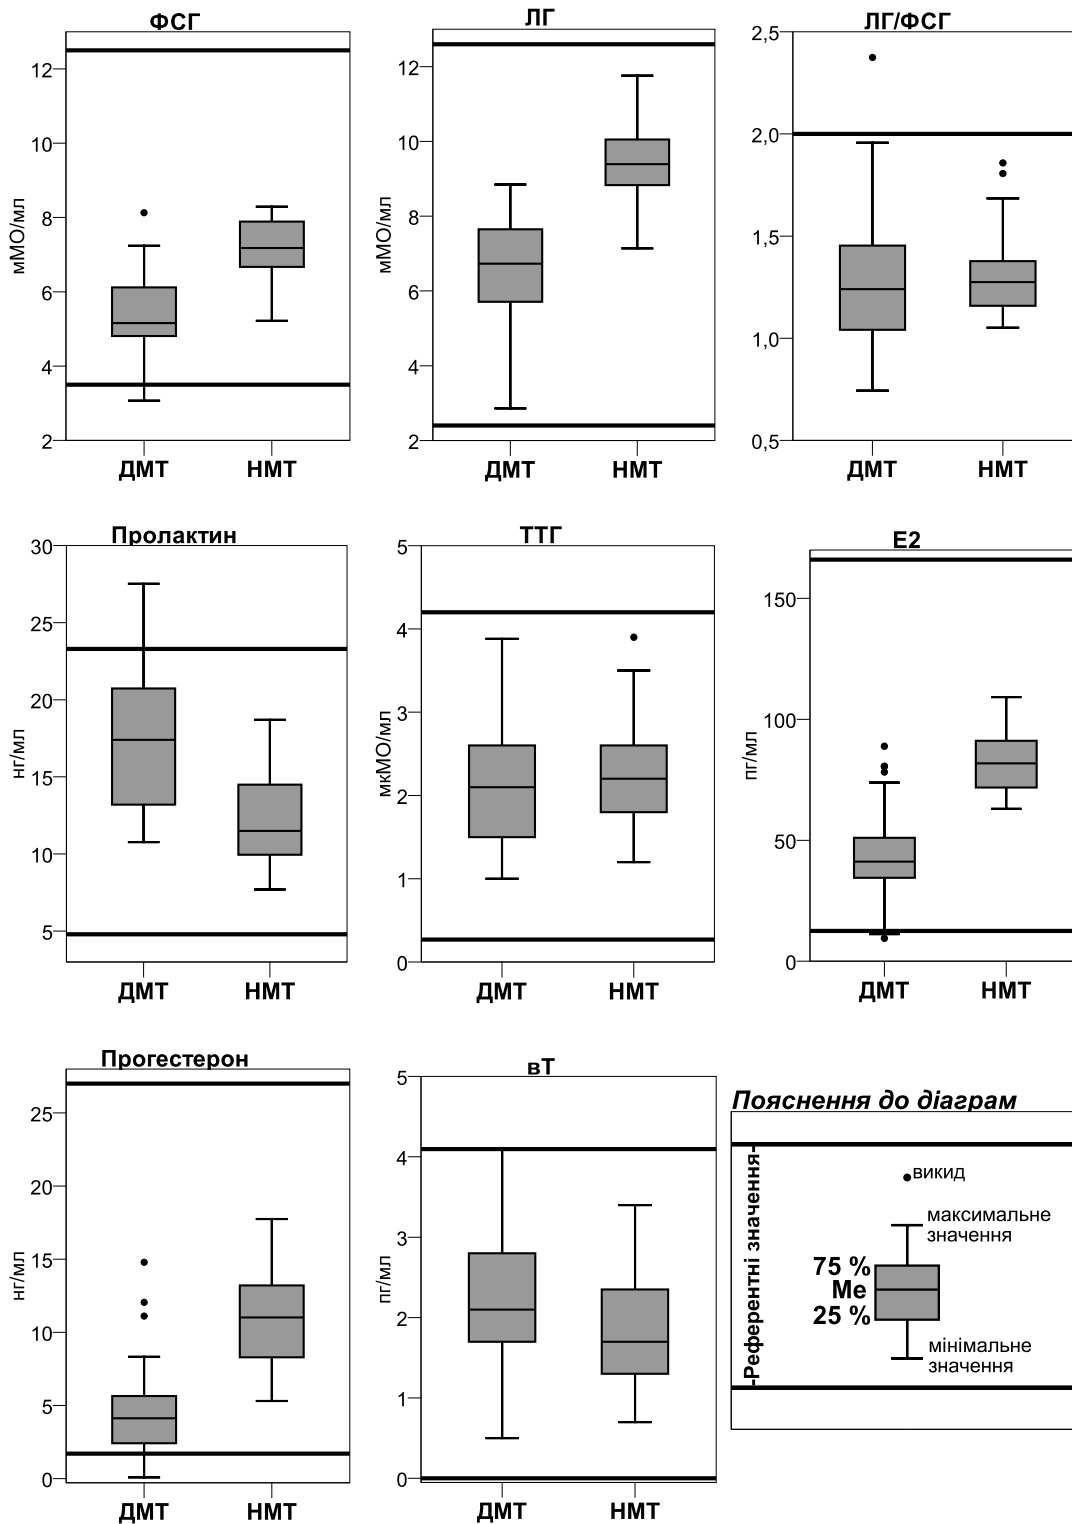 ФСГ
12
10
8
6
4
2
мМО/мл
ДМТ НМТ
ЛГ
12
10
8
6
4
2
мМО/мл
ДМТ НМТ
ЛГ/ФСГ
2,5
2,0
1,5
1,0
0,5
ДМТ НМТ
Пролактин
30
25
20
15
10
5
нг/мл
ДМТ НМТ
ТТГ
5
4
3
2
1
0
мкМО/мл
ДМТ НМТ
Е2
150
100
50
0
пг/мл
ДМТ НМТ
Прогестерон
25
20
15
10
5
0
нг/мл
ДМТ НМТ
вТ
5
4
3
2
1
0
пг/мл
ДМТ НМТ
Пояснення до діаграм
-Референтні значення-
викид
максимальне
значення
75 %
Ме
25 %
мінімальне
значення